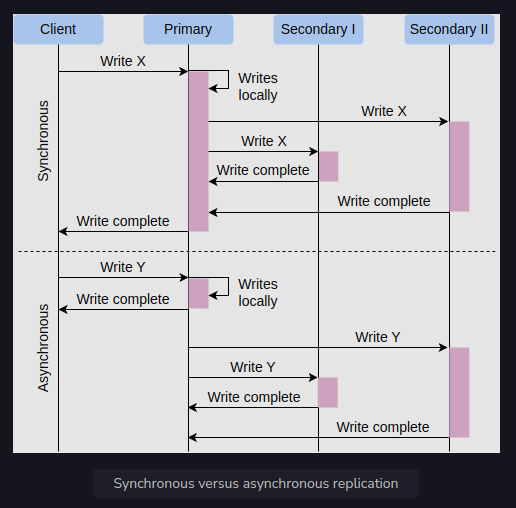 Client
Primary
Secondary I
Secondary II
Synchronous
Write X
Writes
locally
Write X
Write X
Write complete
Write complete
Write complete
Asynchronous
Write Y
Writes
locally
Write complete
Write Y
Write Y
Write complete
Write complete
Synchronous versus asynchronous replication